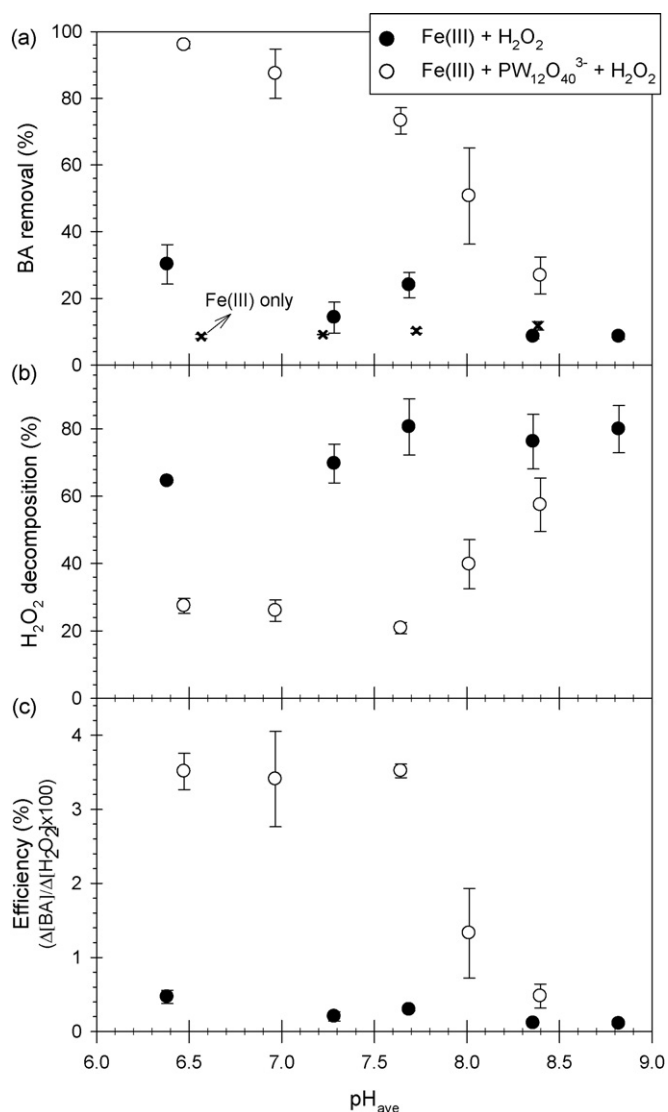 (a)
100
80
60
40
20
0
BA removal (%)
Fe(III) + H₂O₂
Fe(III) + PW₁₂O₄₀³⁻ + H₂O₂
Fe(III) only
(b)
80
60
40
20
0
H₂O₂ decomposition (%)
(c)
4
3
2
1
0
Efficiency (%)
(Δ[BA]/Δ[H₂O₂]x100)
6.0 6.5 7.0 7.5 8.0 8.5 9.0
pHₐᵥₑ